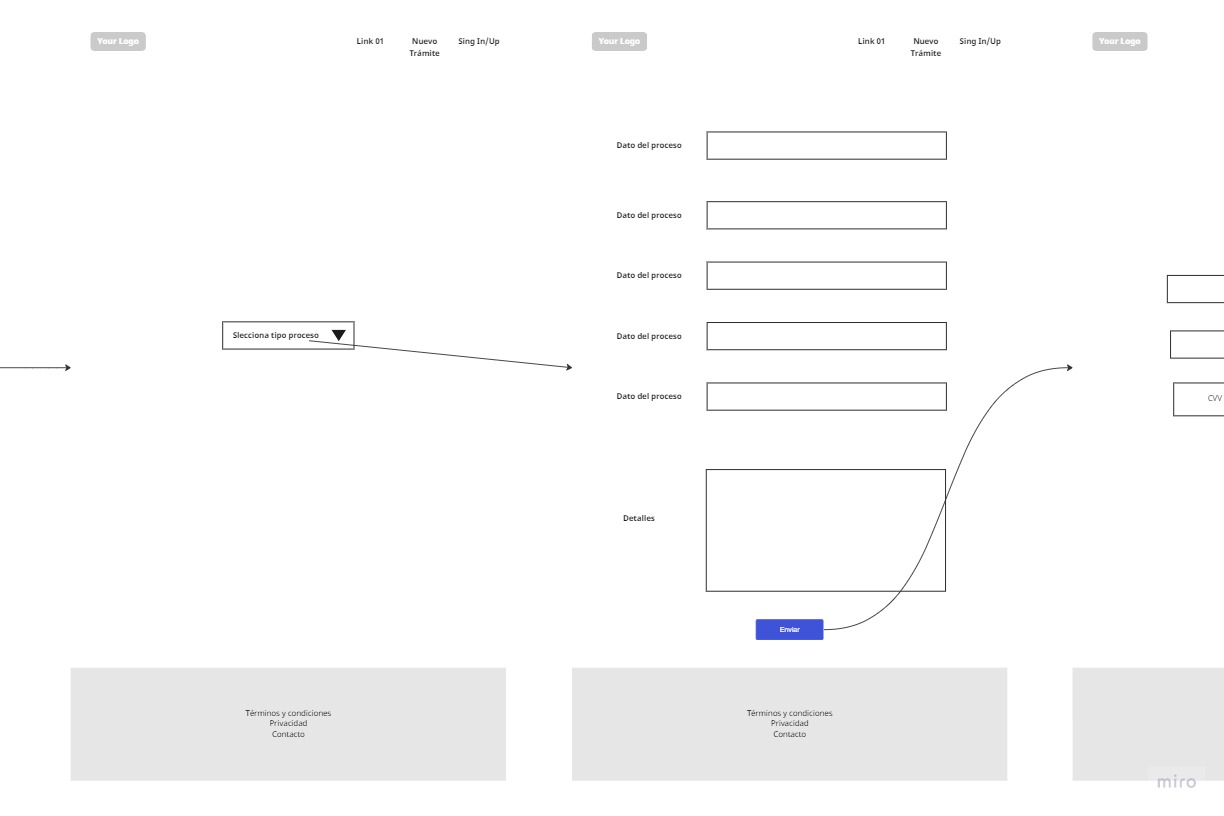 Your Logo
Link 01
Nuevo
Trámite
Sing In/Up
Slecciona tipo proceso
Términos y condiciones
Privacidad
Contacto
Your Logo
Link 01
Nuevo
Trámite
Sing In/Up
Dato del proceso
Dato del proceso
Dato del proceso
Dato del proceso
Dato del proceso
Detalles
Enviar
Términos y condiciones
Privacidad
Contacto
Your Logo
CVV
miro